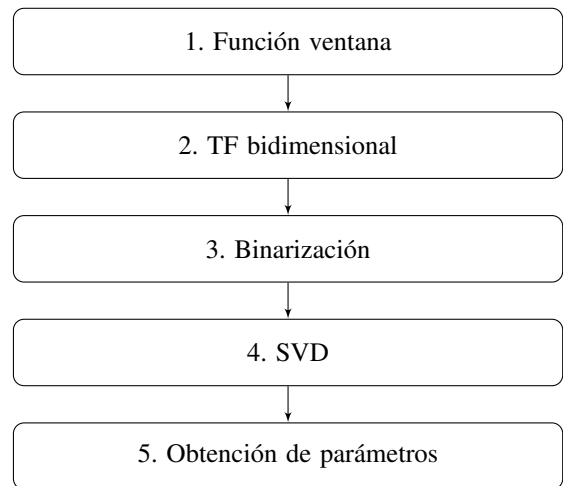 1. Función ventana
2. TF bidimensional
3. Binarización
4. SVD
5. Obtención de parámetros